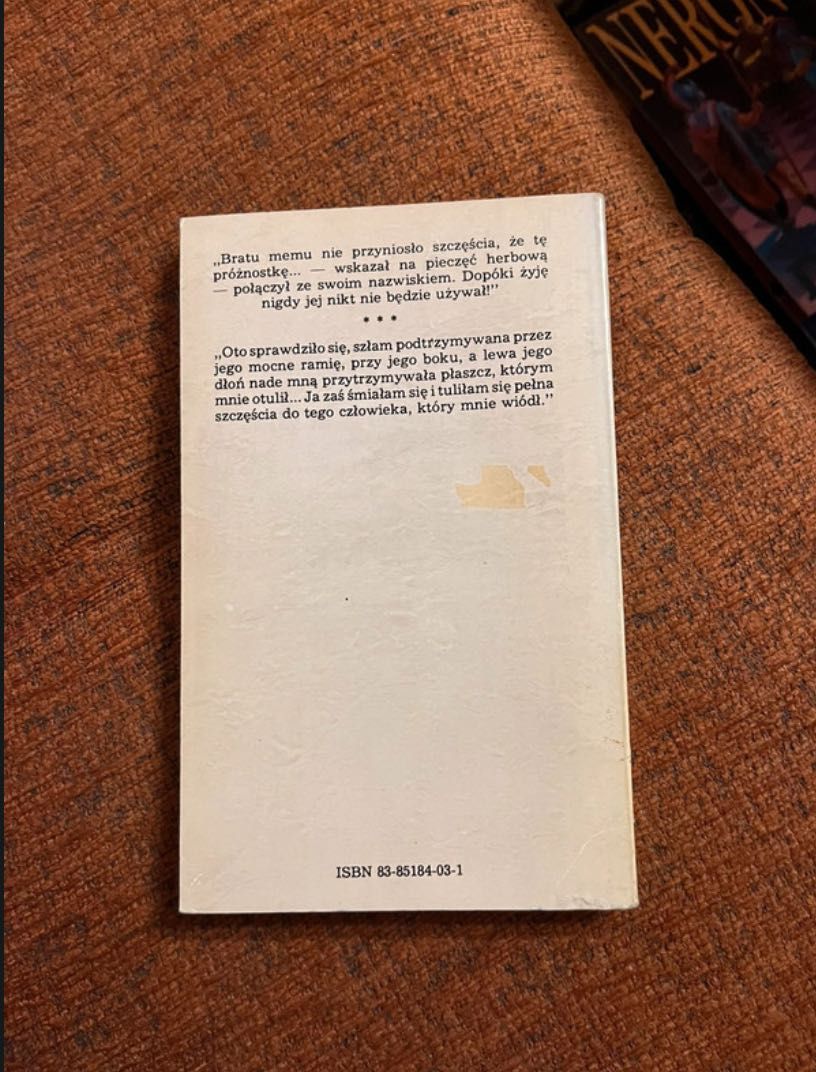 NERON
„Bratu memu nie przyniosło szczęścia, że tę
próżnostkę... — wskazał na pieczęć herbową
— połączył ze swoim nazwiskiem. Dopóki żyję
nigdy jej nikt nie będzie używał!”
* * *
„Oto sprawdziło się, szłam podtrzymywana przez
jego mocne ramię, przy jego boku, a lewa jego
dłoń nade mną przytrzymywała płaszcz, którym
mnie otulił... Ja zaś śmiałam się i tuliłam się pełna
szczęścia do tego człowieka, który mnie wiódł.”
ISBN 83-85184-03-1